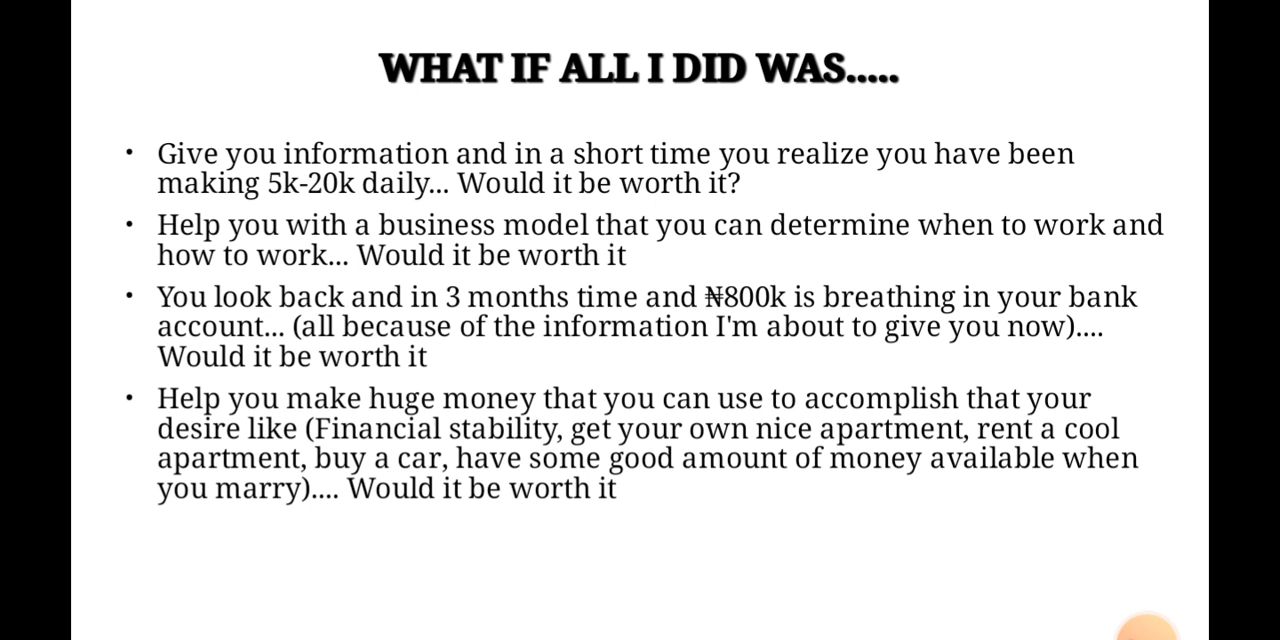 WHAT IF ALL I DID WAS.....
• Give you information and in a short time you realize you have been
making 5k-20k daily... Would it be worth it?
• Help you with a business model that you can determine when to work and
how to work... Would it be worth it
• You look back and in 3 months time and ₦800k is breathing in your bank
account... (all because of the information I'm about to give you now)....
Would it be worth it
• Help you make huge money that you can use to accomplish that your
desire like (Financial stability, get your own nice apartment, rent a cool
apartment, buy a car, have some good amount of money available when
you marry).... Would it be worth it